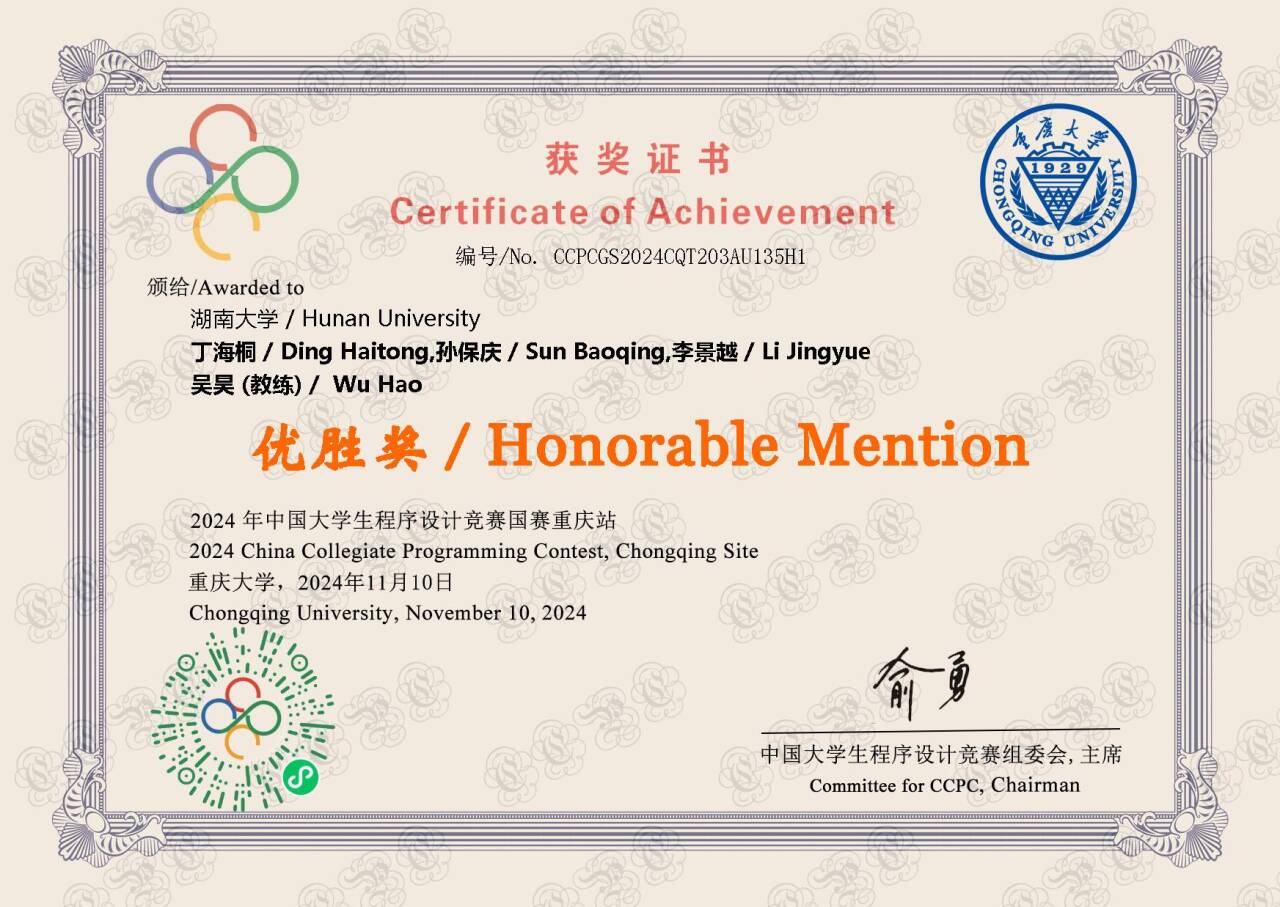 获奖证书
Certificate of Achievement
重庆大学
1929
CHONGQING UNIVERSITY
编号/No. CCPCGS2024CQT203AU135H1
颁给/Awarded to
湖南大学 / Hunan University
丁海桐 / Ding Haitong,孙保庆 / Sun Baoqing,李景越 / Li Jingyue
吴昊 (教练) / Wu Hao
优胜奖 / Honorable Mention
2024 年中国大学生程序设计竞赛国赛重庆站
2024 China Collegiate Programming Contest, Chongqing Site
重庆大学，2024年11月10日
Chongqing University, November 10, 2024
俞勇
中国大学生程序设计竞赛组委会, 主席
Committee for CCPC, Chairman